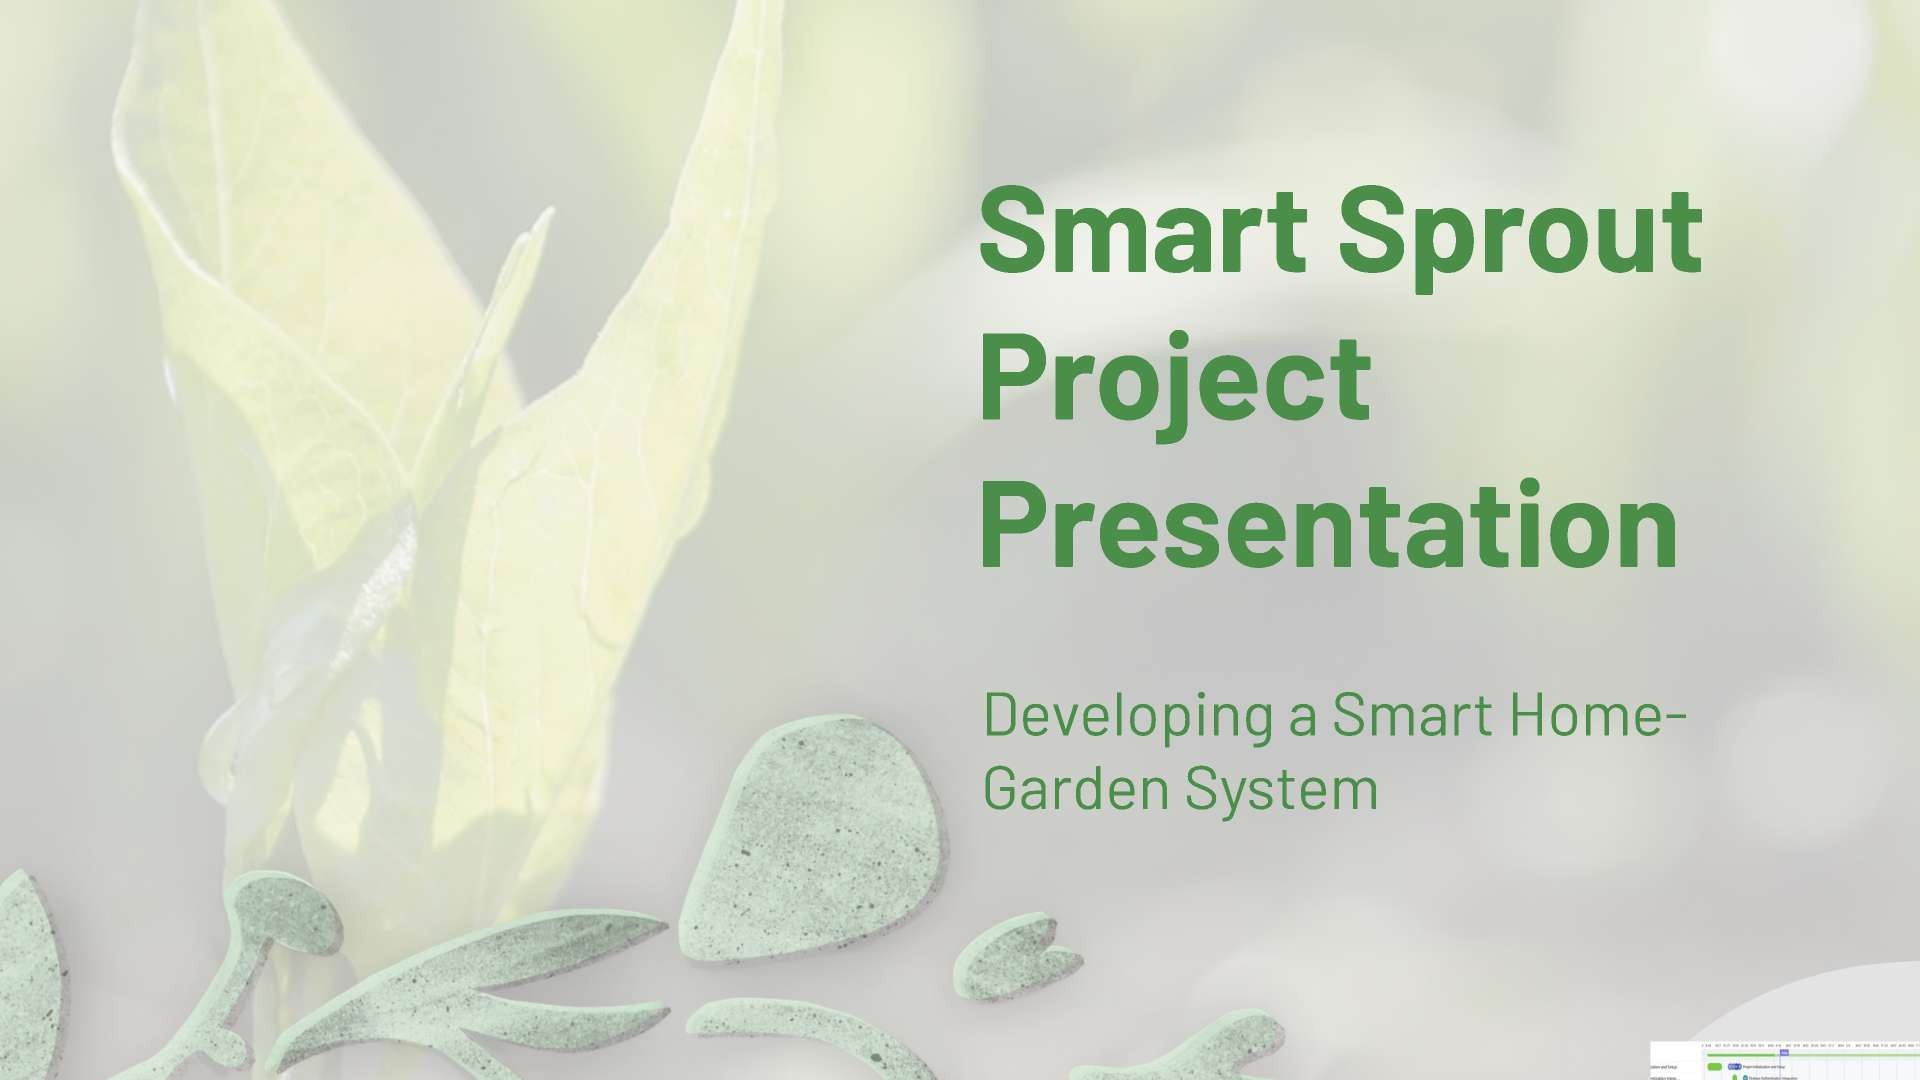 Smart Sprout
Project
Presentation
Developing a Smart Home-
Garden System